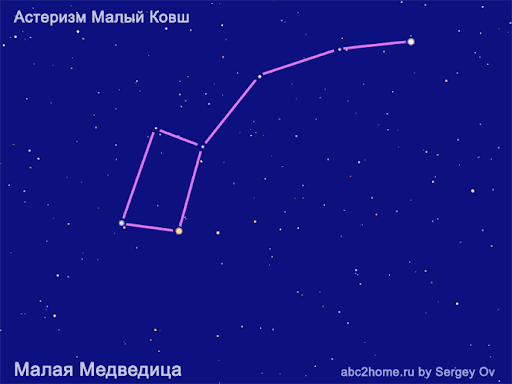 Астеризм Малый Ковш
Малая Медведица
abc2home.ru by Sergey Ov